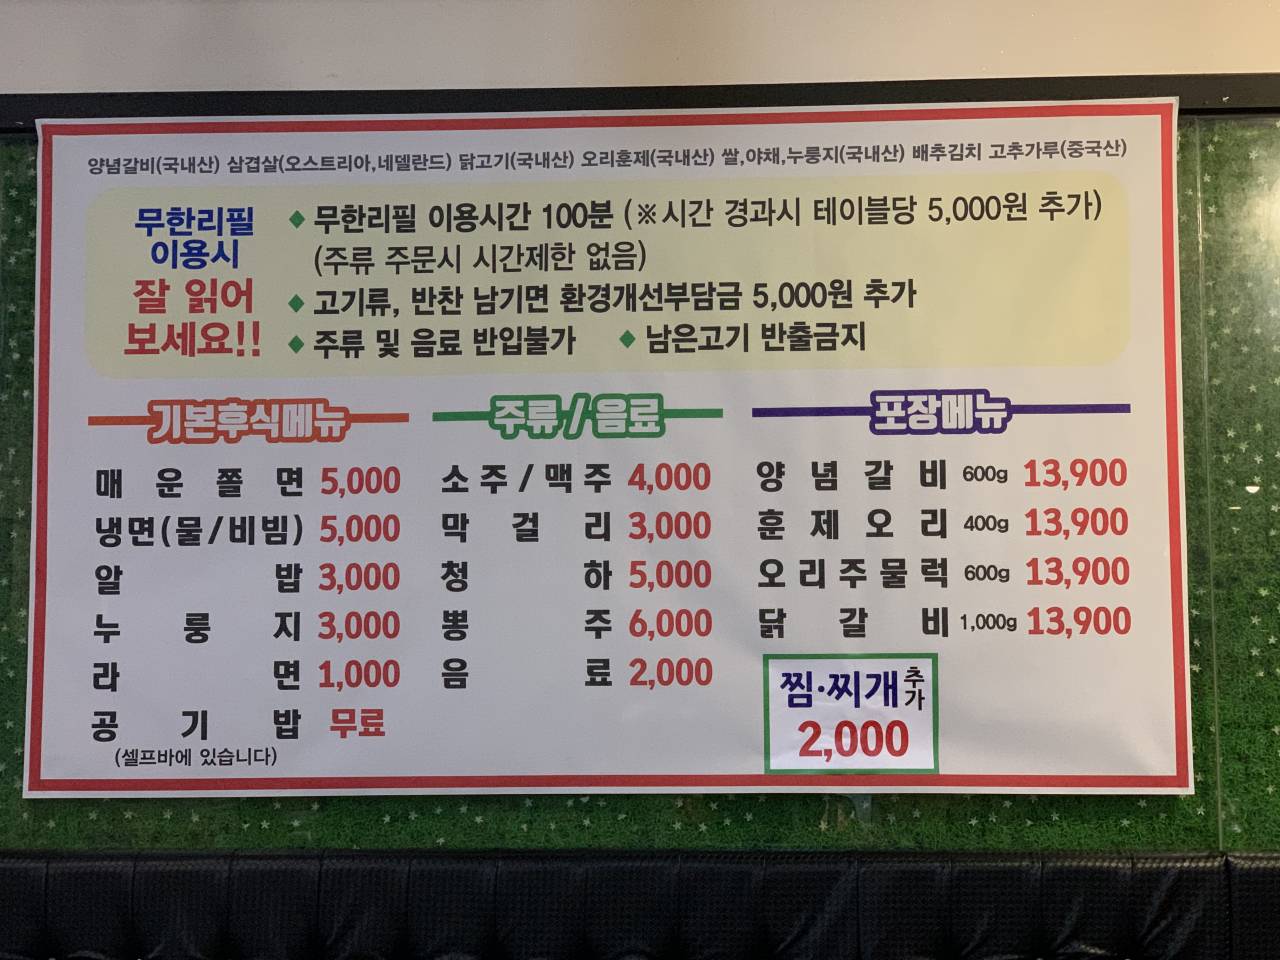 양념갈비(국내산) 삼겹살(오스트리아,네델란드) 닭고기(국내산) 오리훈제(국내산) 쌀,야채,누룽지(국내산) 배추김치 고추가루(중국산)
무한리필
이용시
잘 읽어
보세요!!
◆ 무한리필 이용시간 100분 (※시간 경과시 테이블당 5,000원 추가)
(주류 주문시 시간제한 없음)
◆ 고기류, 반찬 남기면 환경개선부담금 5,000원 추가
◆ 주류 및 음료 반입불가 ◆ 남은고기 반출금지
기본후식메뉴
매운쫄면 5,000
냉면(물/비빔) 5,000
알밥 3,000
누룽지 3,000
라면 1,000
공기밥 무료
(셀프바에 있습니다)
주류/음료
소주/맥주 4,000
막걸리 3,000
청하 5,000
뽕주 6,000
음료 2,000
포장메뉴
양념갈비 600g 13,900
훈제오리 400g 13,900
오리주물럭 600g 13,900
닭갈비 1,000g 13,900
찜·찌개 추가
2,000